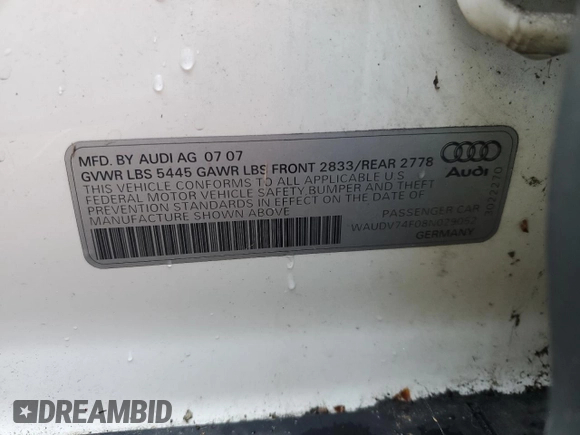 MFD. BY AUDI AG 07 07
GVWR LBS 5445 GAWR LBS FRONT 2833/REAR 2778
THIS VEHICLE CONFORMS TO ALL APPLICABLE U S
FEDERAL MOTOR VEHICLE SAFETY,BUMPER AND THEFT
PREVENTION STANDARDS IN EFFECT ON THE DATE OF
MANUFACTURE SHOWN ABOVE
PASSENGER CAR
GERMANY
Audi
DREAMBID